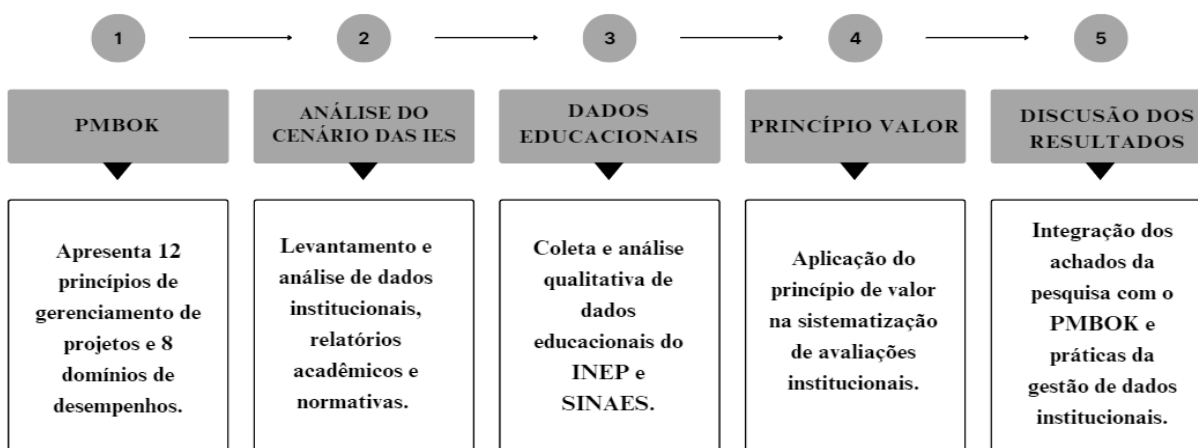 1
2
3
4
5
PMBOK
ANÁLISE DO
CENÁRIO DAS IES
DADOS
EDUCACIONAIS
PRINCÍPIO VALOR
DISCUSÃO DOS
RESULTADOS
Apresenta 12
princípios de
gerenciamento de
projetos e 8
domínios de
desempenhos.
Levantamento e
análise de dados
institucionais,
relatórios
acadêmicos e
normativas.
Coleta e análise
qualitativa de
dados
educacionais do
INEP e
SINAES.
Aplicação do
princípio de valor
na sistematização
de avaliações
institucionais.
Integração dos
achados da
pesquisa com o
PMBOK e
práticas da
gestão de dados
institucionais.